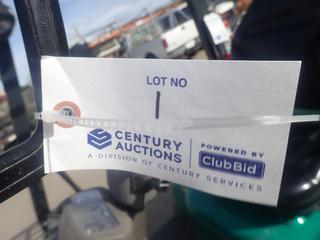 LOT NO
1
CENTURY
AUCTIONS
A DIVISION OF CENTURY SERVICES
POWERED BY
ClubBid